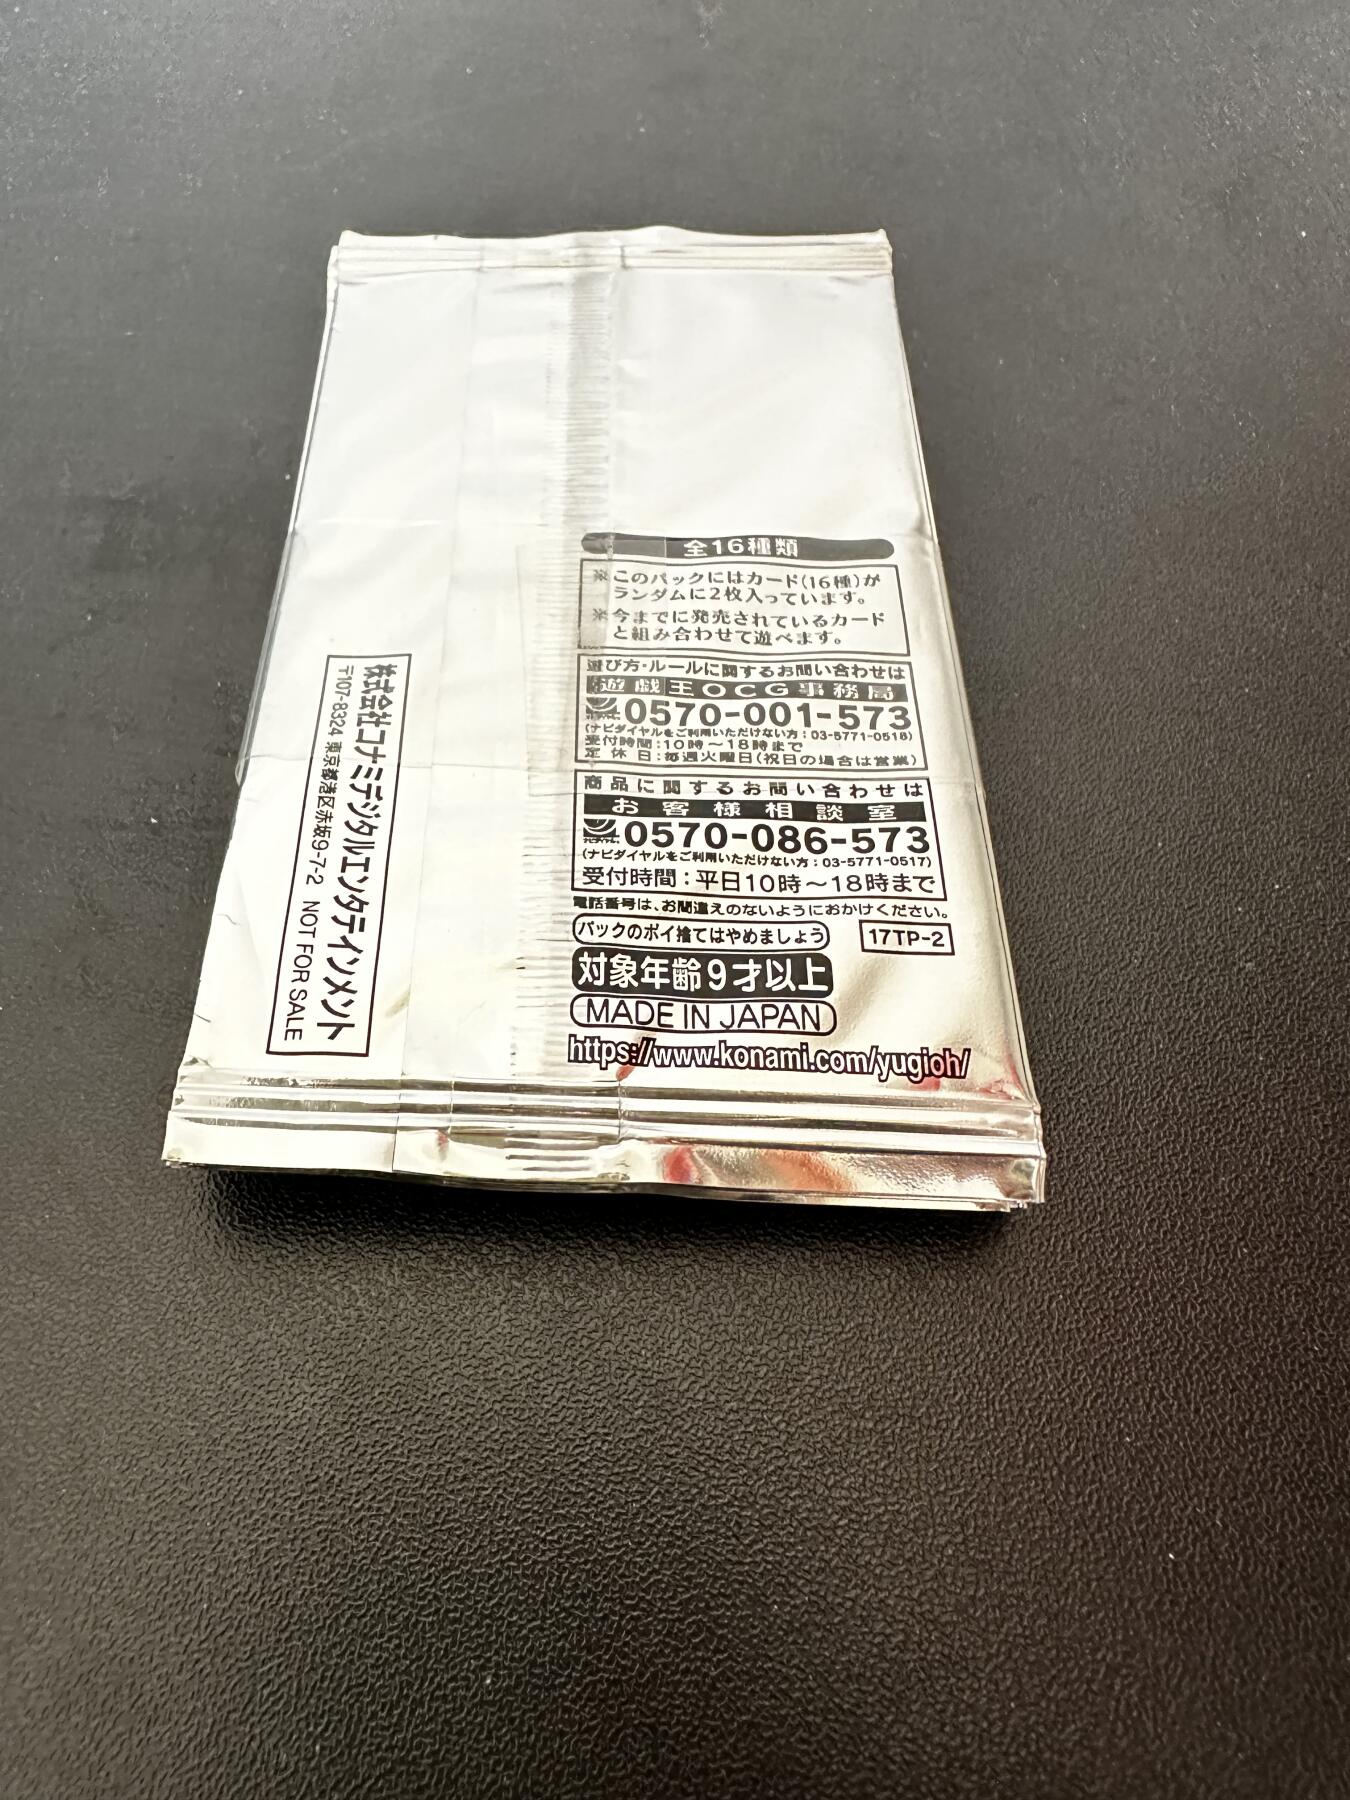 全16種類
※このパックにはカード(16種)が
ランダムに2枚入っています。
※今までに発売されているカード
と組み合わせて遊べます。
遊び方・ルールに関するお問い合わせは
遊戯王OCG事務局
0570-001-573
(ナビダイヤルをご利用いただけない方：03-5771-0518)
受付時間：10時～18時まで
定休日：毎週火曜日(祝日の場合は営業)
商品に関するお問い合わせは
お客様相談室
0570-086-573
(ナビダイヤルをご利用いただけない方：03-5771-0517)
受付時間：平日10時～18時まで
電話番号は、お間違えのないようにおかけください。
パックのポイ捨てはやめましょう
17TP-2
対象年齢9才以上
MADE IN JAPAN
https://www.konami.com/yugioh/
株式会社コナミデジタルエンタテインメント
〒107-8324 東京都港区赤坂9-7-2 NOT FOR SALE